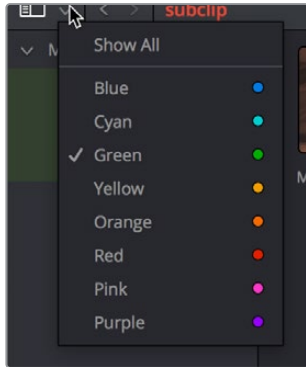 subclip
M
Show All
Blue
Cyan
Green
Yellow
Orange
Red
Pink
Purple
M